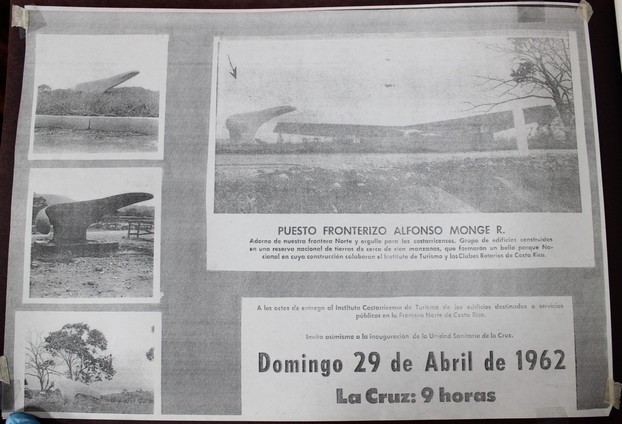 PUESTO FRONTERIZO ALFONSO MONGE R.
Adorno de nuestra frontera Norte y orgullo para los costarricenses. Grupo de edificios construidos
en una reserva nacional de tierras de cerca de cien manzanas, que formarán un bello parque Na-
cional en cuya construcción colaboran el Instituto de Turismo y los Clubes Rotarios de Costa Rica.
A los actos de entrega al Instituto Costarricense de Turismo de los edificios destinados a servicios
públicos en la Frontera Norte de Costa Rica.
Invita asimismo a la inauguración de la Unidad Sanitaria de La Cruz.
Domingo 29 de Abril de 1962
La Cruz: 9 horas